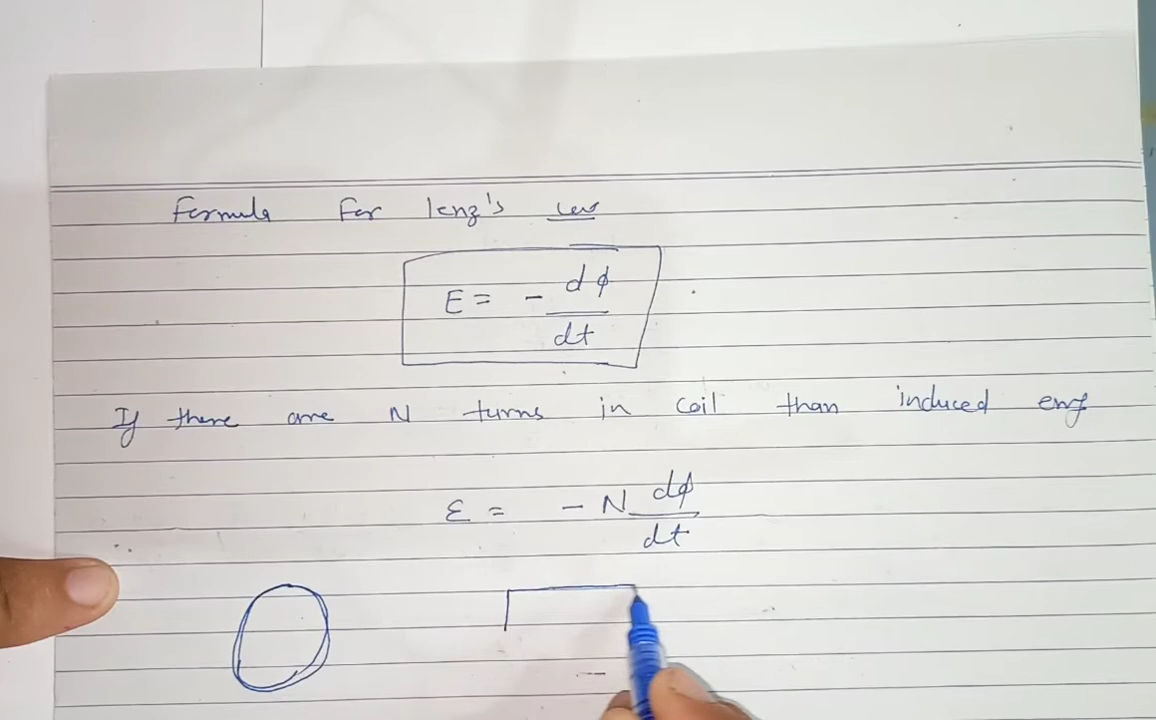 Formula For lenz's law
E = - dφ/dt
If there are N turns in coil than induced emf
ε = - N dφ/dt